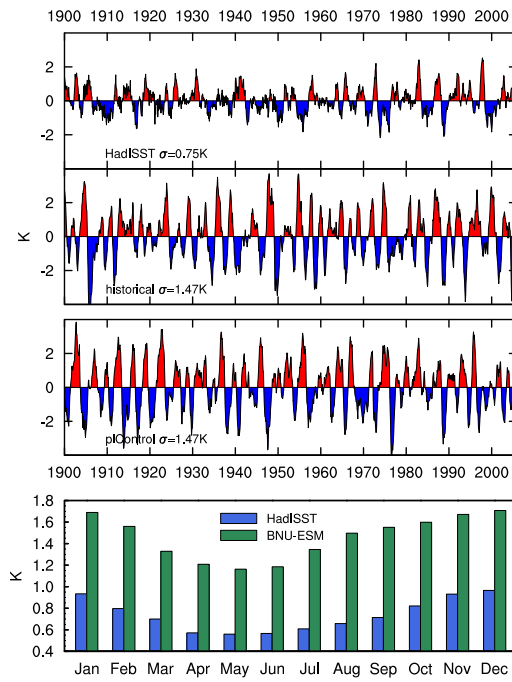 1900 1910 1920 1930 1940 1950 1960 1970 1980 1990 2000
2
0
-2
HadISST σ=0.75K
2
0
-2
K
historical σ=1.47K
2
0
-2
piControl σ=1.47K
1900 1910 1920 1930 1940 1950 1960 1970 1980 1990 2000
1.8
1.6
1.4
1.2
1.0
0.8
0.6
0.4
K
HadISST
BNU-ESM
Jan Feb Mar Apr May Jun Jul Aug Sep Oct Nov Dec